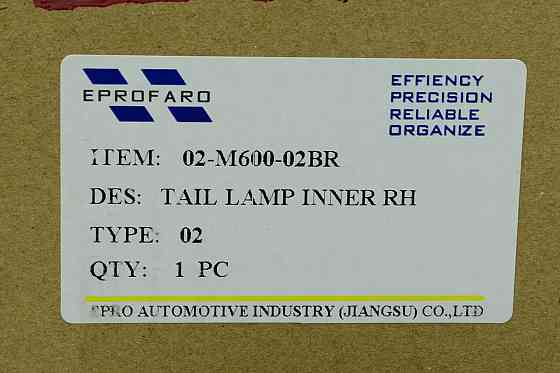 EPROFARO
EFFIENCY
PRECISION
RELIABLE
ORGANIZE
ITEM: 02-M600-02BR
DES: TAIL LAMP INNER RH
TYPE: 02
QTY: 1 PC
EPRO AUTOMOTIVE INDUSTRY (JIANGSU) CO.,LTD